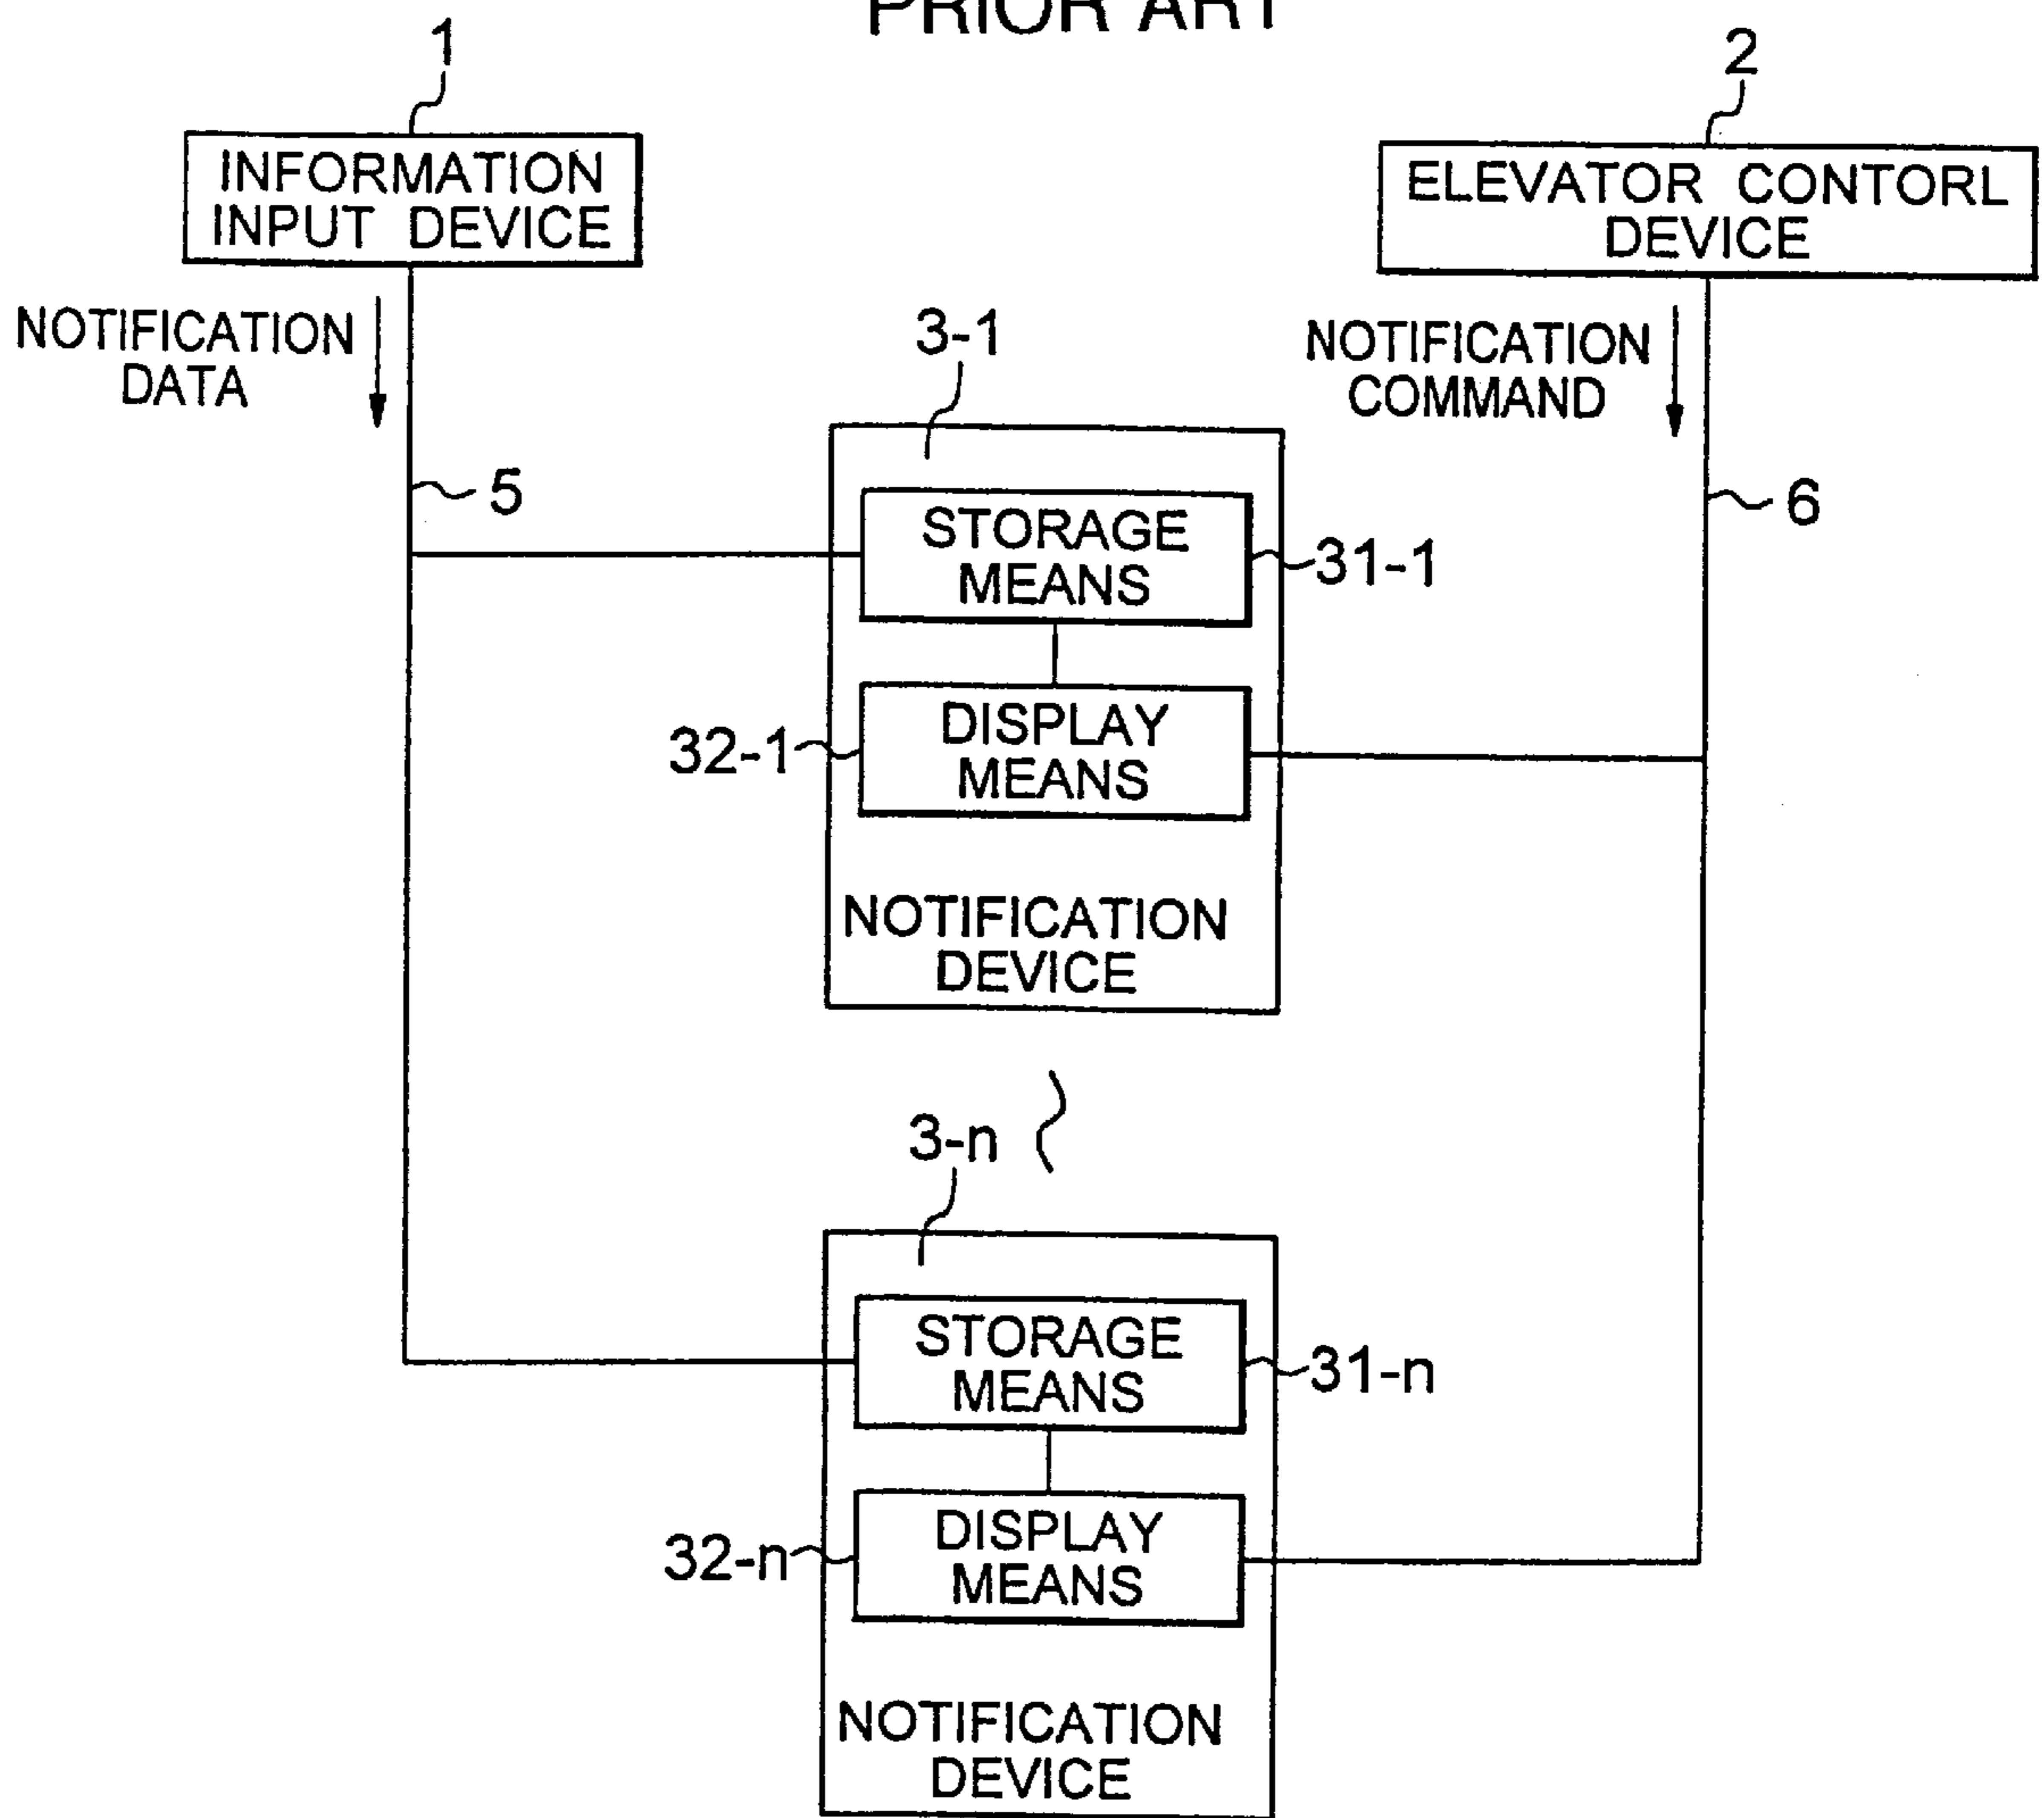 PRIOR ART
1
2
INFORMATION
INPUT DEVICE
ELEVATOR CONTORL
DEVICE
NOTIFICATION
DATA
3-1
NOTIFICATION
COMMAND
5
6
STORAGE
MEANS
31-1
32-1
DISPLAY
MEANS
NOTIFICATION
DEVICE
3-n
STORAGE
MEANS
31-n
32-n
DISPLAY
MEANS
NOTIFICATION
DEVICE